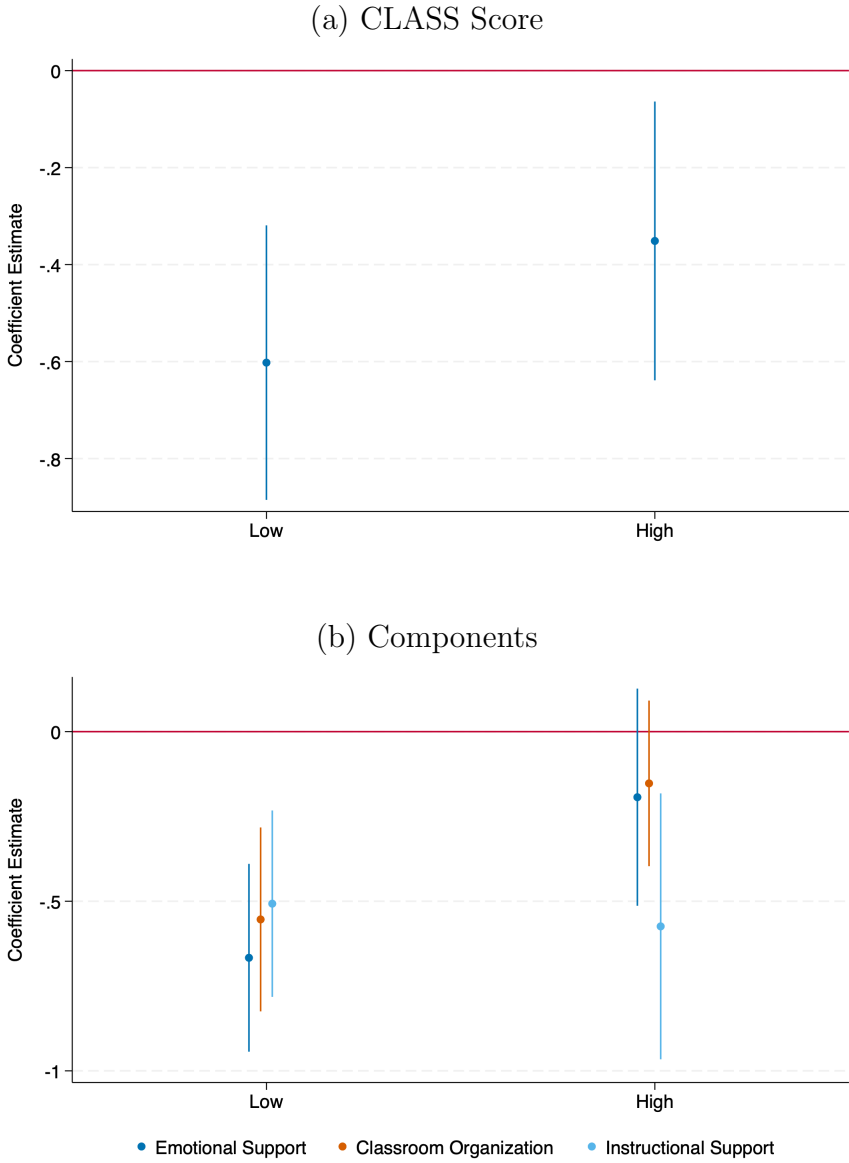 (a) CLASS Score
0
-.2
-.4
-.6
-.8
Coefficient Estimate
Low High
(b) Components
0
-.5
-1
Coefficient Estimate
Low High
Emotional Support Classroom Organization Instructional Support